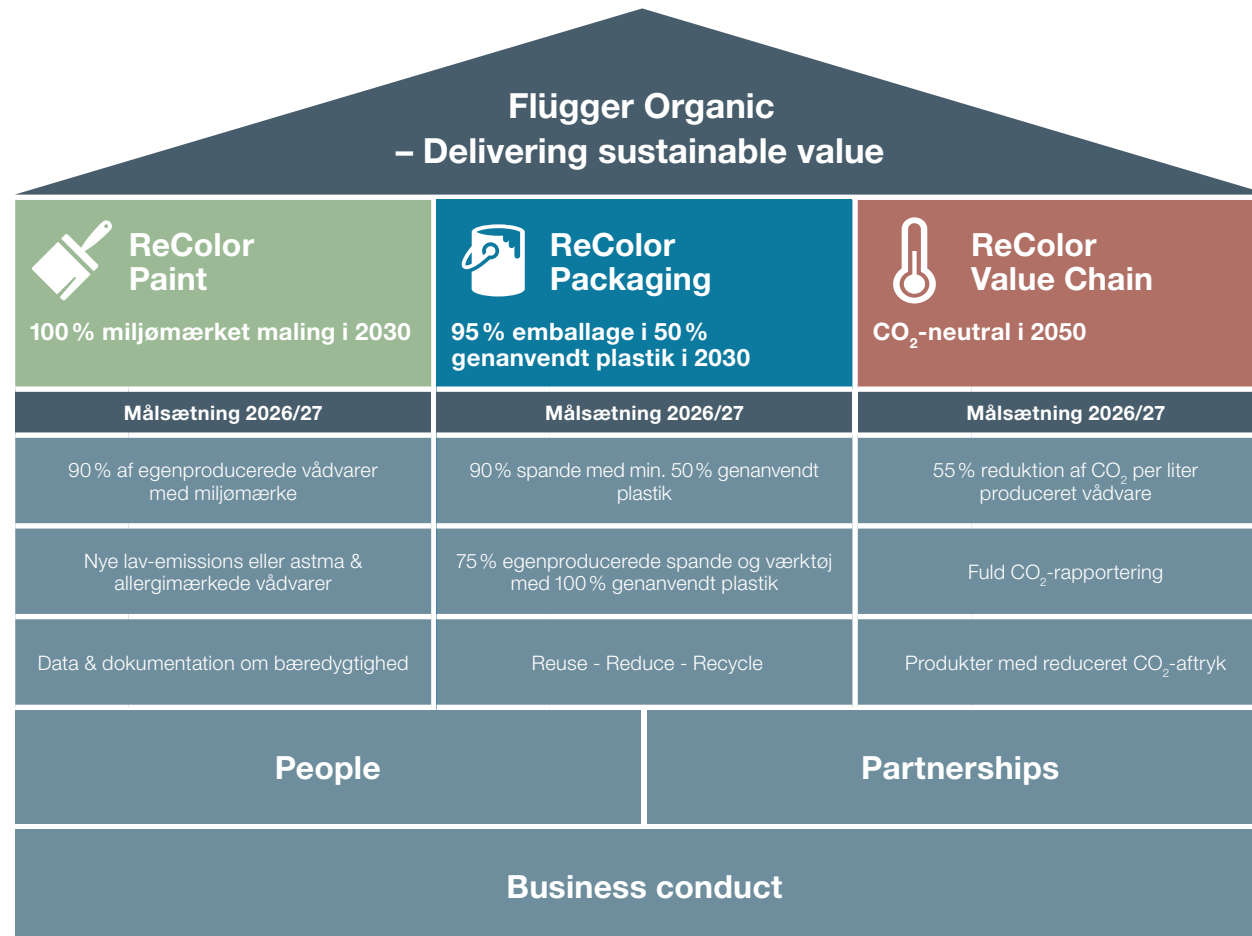 Flügger Organic
– Delivering sustainable value
ReColor
Paint
100 % miljømærket maling i 2030
ReColor
Packaging
95 % emballage i 50 %
genanvendt plastik i 2030
ReColor
Value Chain
CO₂-neutral i 2050
Målsætning 2026/27
Målsætning 2026/27
Målsætning 2026/27
90 % af egenproducerede vådvarer
med miljømærke
90 % spande med min. 50 % genanvendt
plastik
55 % reduktion af CO₂ per liter
produceret vådvare
Nye lav-emissions eller astma &
allergimærkede vådvarer
75 % egenproducerede spande og værktøj
med 100 % genanvendt plastik
Fuld CO₂-rapportering
Data & dokumentation om bæredygtighed
Reuse - Reduce - Recycle
Produkter med reduceret CO₂-aftryk
People
Partnerships
Business conduct